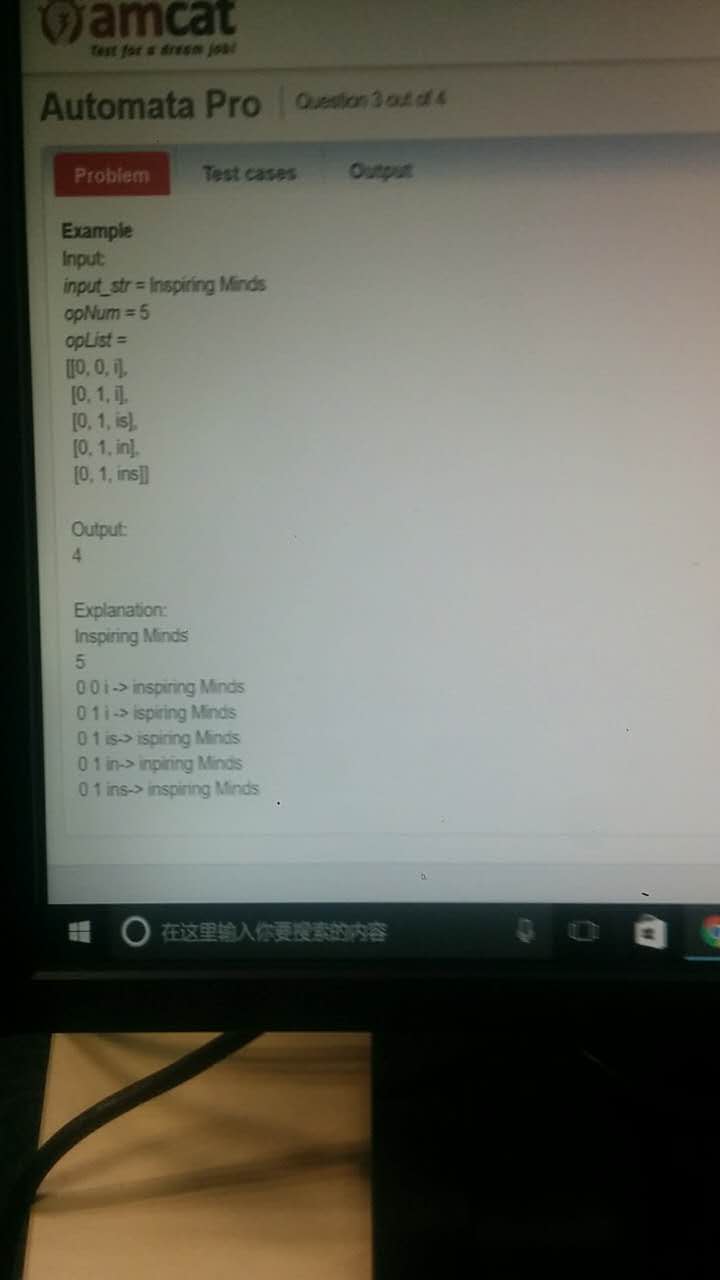 amcat
Test for a dream job!
Automata Pro Question 3 out of 4
Problem Test cases Output
Example
Input:
input_str = Inspiring Minds
opNum = 5
opList =
[[0, 0, i],
[0, 1, i],
[0, 1, is],
[0, 1, in],
[0, 1, ins]]
Output:
4
Explanation:
Inspiring Minds
5
0 0 i -> inspiring Minds
0 1 i -> ispiring Minds
0 1 is-> ispiring Minds
0 1 in-> inpiring Minds
0 1 ins-> inspiring Minds
在这里输入你要搜索的内容